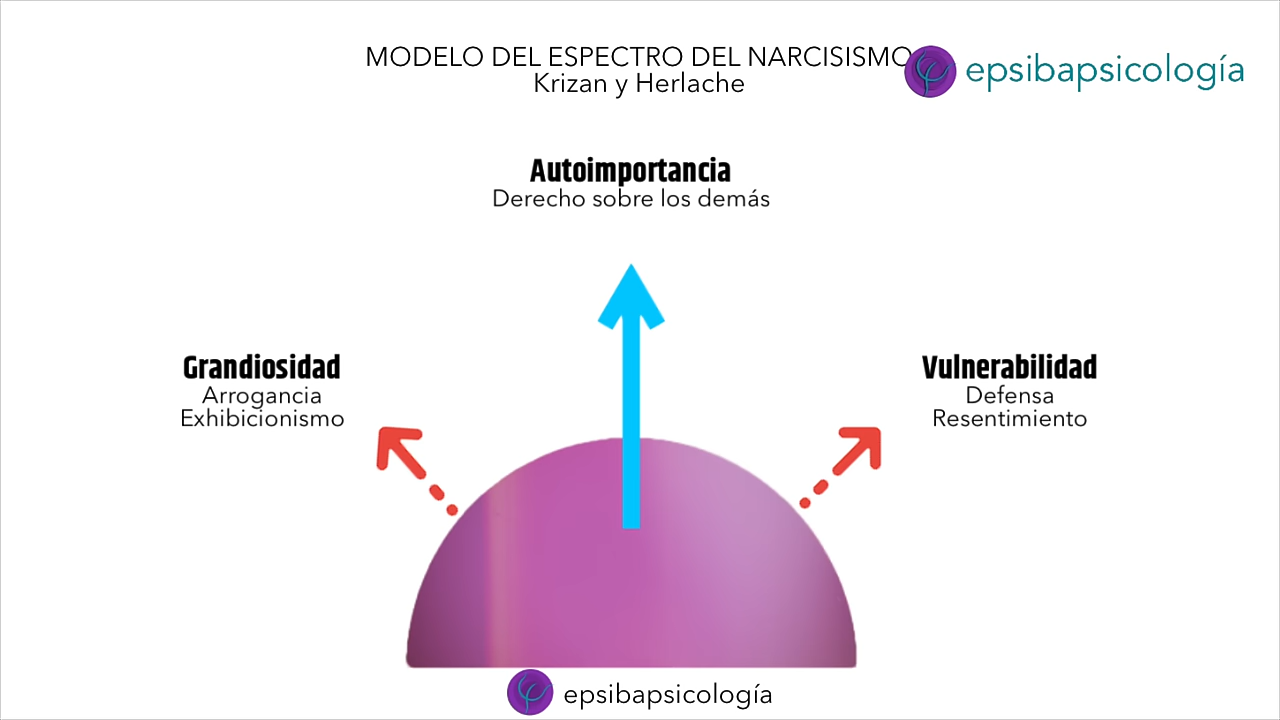 MODELO DEL ESPECTRO DEL NARCISISMO
Krizan y Herlache
epsibapsicología
Autoimportancia
Derecho sobre los demás
Grandiosidad
Arrogancia
Exhibicionismo
Vulnerabilidad
Defensa
Resentimiento
epsibapsicología